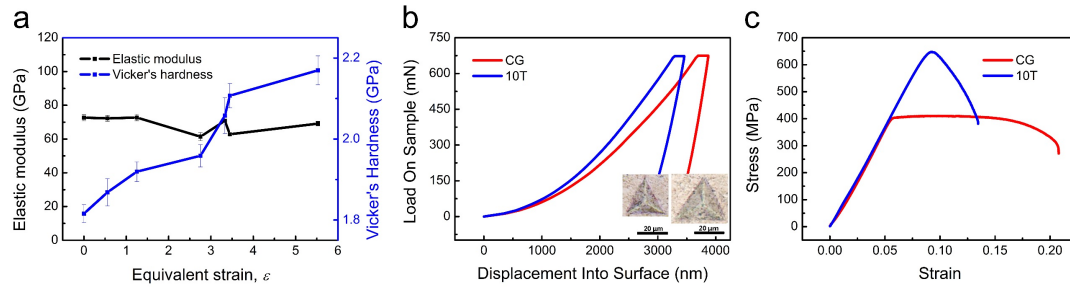 a
Elastic modulus (GPa)
120
100
80
60
40
20
0
Elastic modulus
Vicker's hardness
2.2
2.0
1.8
Vicker's Hardness (GPa)
0
1
2
3
4
5
6
Equivalent strain, ε
b
Load On Sample (mN)
750
600
450
300
150
0
CG
10T
20 μm
20 μm
0
1000
2000
3000
4000
Displacement Into Surface (nm)
c
Stress (MPa)
700
600
500
400
300
200
100
0
CG
10T
0.00
0.05
0.10
0.15
0.20
Strain